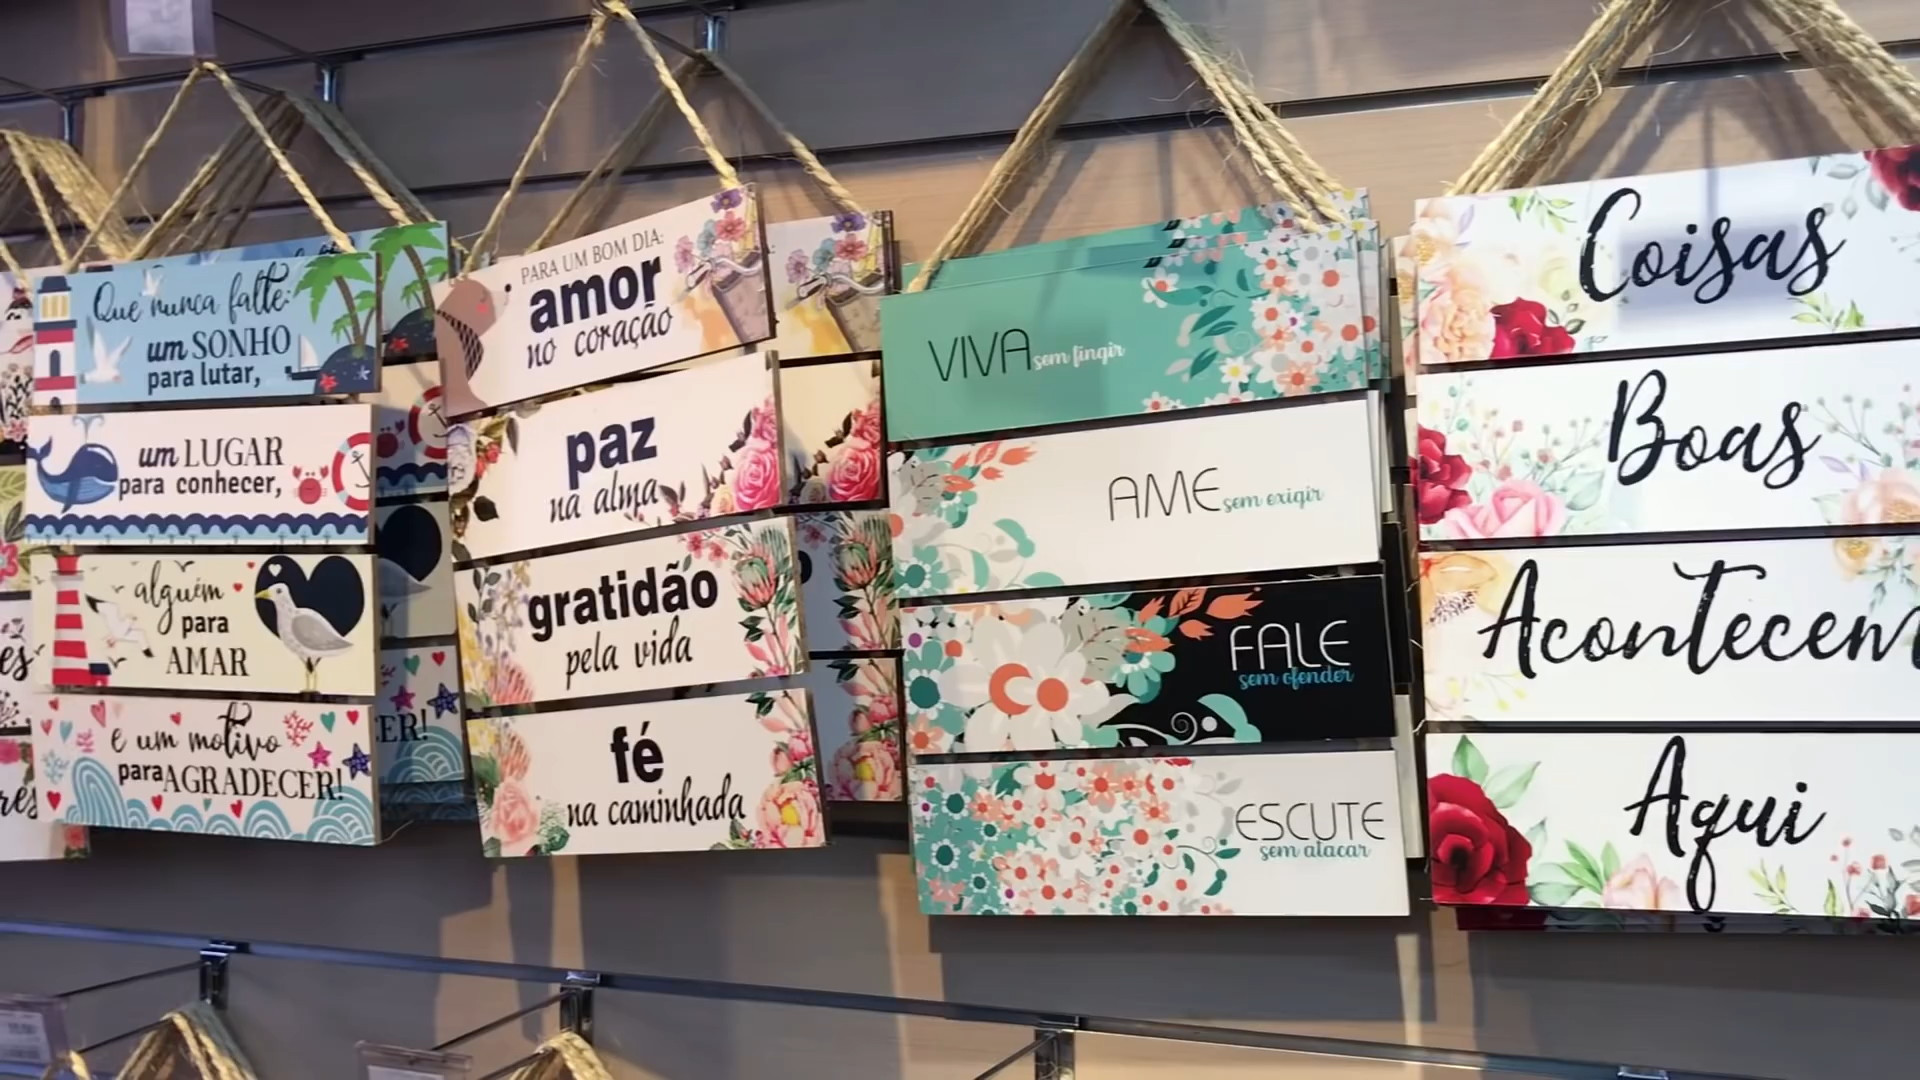 Que nunca falte:
um SONHO
para lutar,
um LUGAR
para conhecer,
alguém
para
AMAR
e um motivo
para AGRADECER!
CER!
PARA UM BOM DIA:
amor
no coração
paz
na alma
gratidão
pela vida
fé
na caminhada
VIVA sem fingir
AME sem exigir
FALE
sem ofender
ESCUTE
sem atacar
Coisas
Boas
Acontecem
Aqui